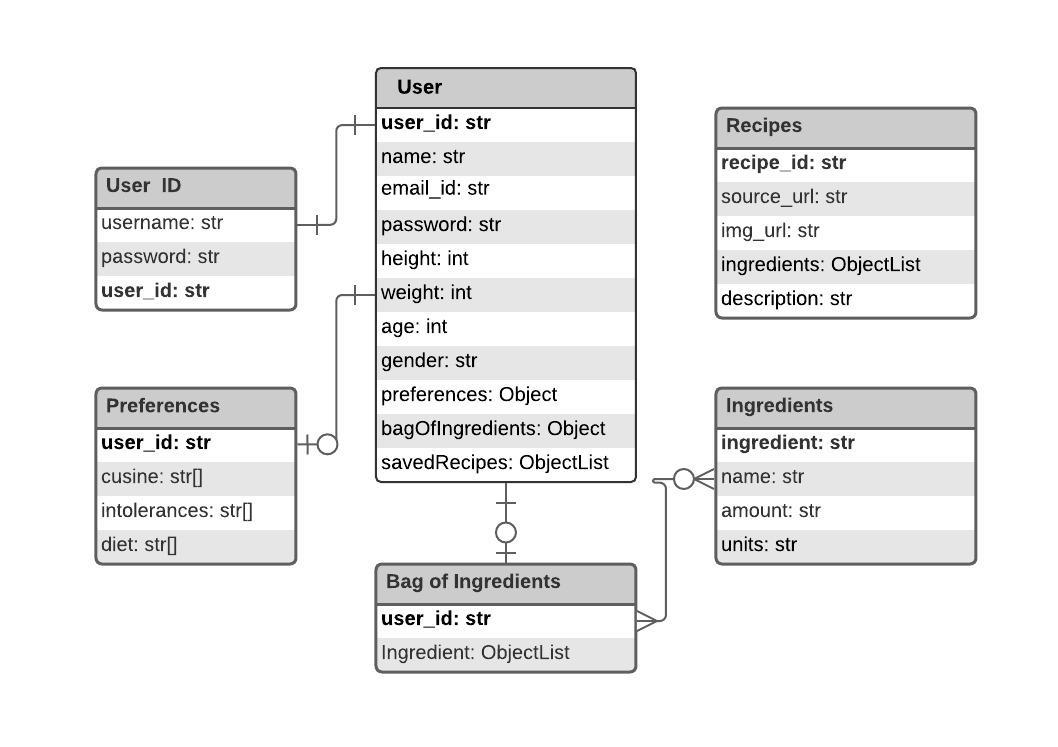 User
user_id: str
name: str
email_id: str
password: str
height: int
weight: int
age: int
gender: str
preferences: Object
bagOfIngredients: Object
savedRecipes: ObjectList
User ID
username: str
password: str
user_id: str
Preferences
user_id: str
cusine: str[]
intolerances: str[]
diet: str[]
Bag of Ingredients
user_id: str
Ingredient: ObjectList
Recipes
recipe_id: str
source_url: str
img_url: str
ingredients: ObjectList
description: str
Ingredients
ingredient: str
name: str
amount: str
units: str